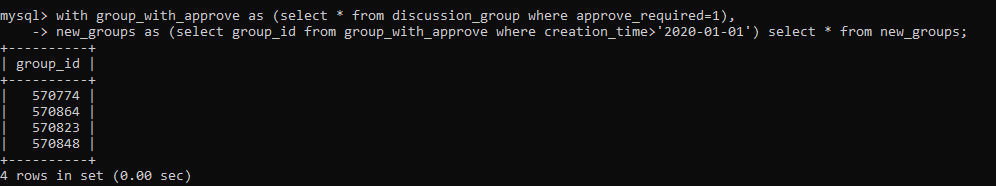 mysql> with group_with_approve as (select * from discussion_group where approve_required=1),
    -> new_groups as (select group_id from group_with_approve where creation_time>'2020-01-01') select * from new_groups;
+----------+
| group_id |
+----------+
|   570774 |
|   570864 |
|   570823 |
|   570848 |
+----------+
4 rows in set (0.00 sec)